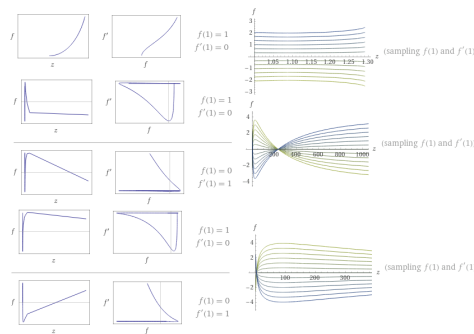 f f' f(1) = 1
f'(1) = 0
z f
f f' f(1) = 1
f'(1) = 0
z f
f f' f(1) = 0
f'(1) = 1
z f
f f' f(1) = 1
f'(1) = 0
z f
f f' f(1) = 0
f'(1) = 1
z f
f
3
2
1
1.05 1.10 1.15 1.20 1.25 1.30 z
−1
−2
−3
(sampling f(1) and f'(1)
f
4
2
200 400 600 800 1000 z
−2
−4
(sampling f(1) and f'(1)
f
4
2
100 200 300 z
−2
−4
(sampling f(1) and f'(1)